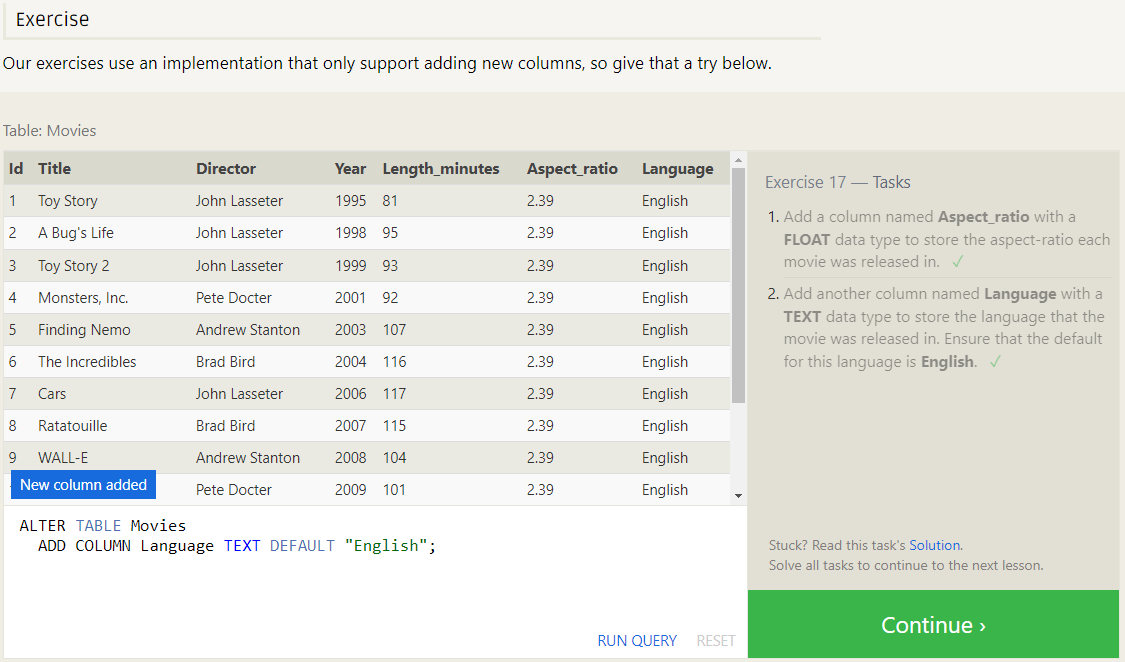 Exercise
Our exercises use an implementation that only support adding new columns, so give that a try below.
Table: Movies
Id Title Director Year Length_minutes Aspect_ratio Language
1 Toy Story John Lasseter 1995 81 2.39 English
2 A Bug's Life John Lasseter 1998 95 2.39 English
3 Toy Story 2 John Lasseter 1999 93 2.39 English
4 Monsters, Inc. Pete Docter 2001 92 2.39 English
5 Finding Nemo Andrew Stanton 2003 107 2.39 English
6 The Incredibles Brad Bird 2004 116 2.39 English
7 Cars John Lasseter 2006 117 2.39 English
8 Ratatouille Brad Bird 2007 115 2.39 English
9 WALL-E Andrew Stanton 2008 104 2.39 English
Pete Docter 2009 101 2.39 English
New column added
ALTER TABLE Movies
ADD COLUMN Language TEXT DEFAULT "English";
RUN QUERY RESET
Exercise 17 — Tasks
1. Add a column named Aspect_ratio with a
FLOAT data type to store the aspect-ratio each
movie was released in. ✓
2. Add another column named Language with a
TEXT data type to store the language that the
movie was released in. Ensure that the default
for this language is English. ✓
Stuck? Read this task's Solution.
Solve all tasks to continue to the next lesson.
Continue ›